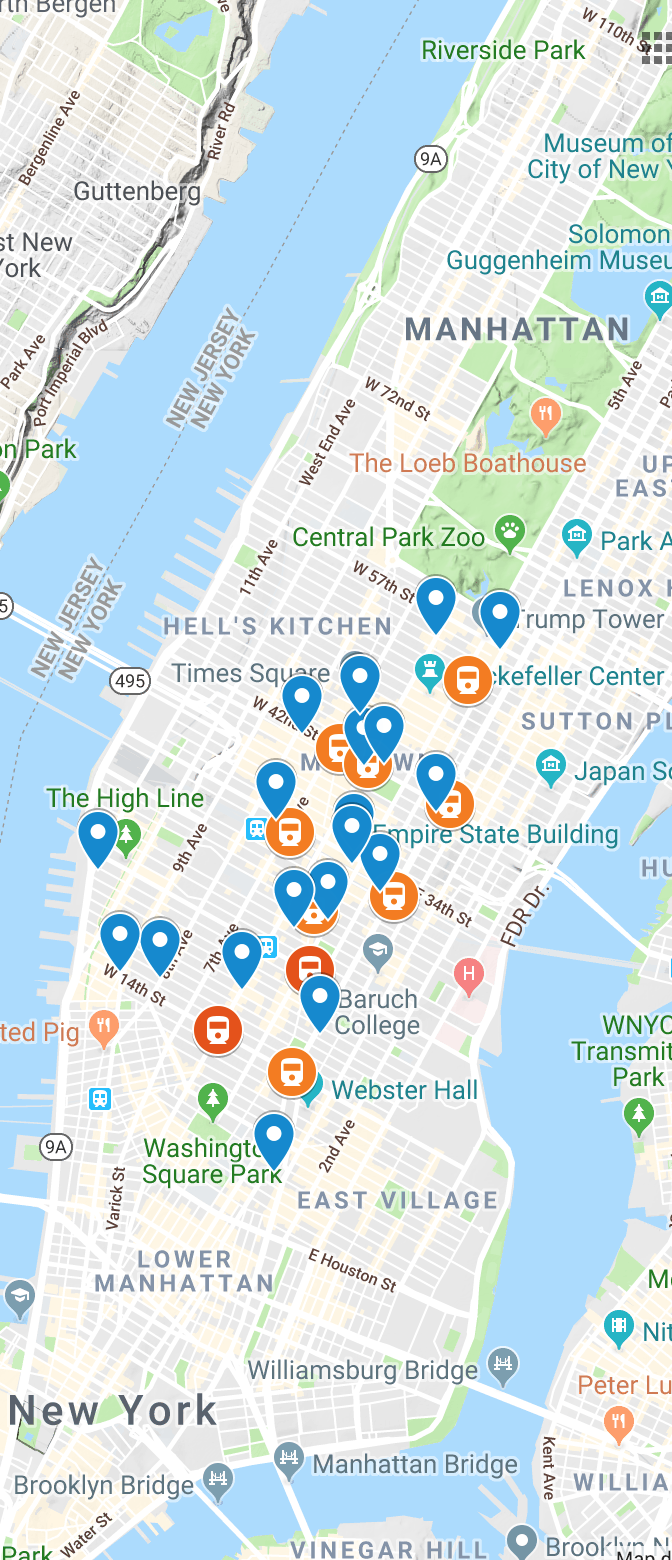 rth Bergen
W 110th St
Riverside Park
Bergenline Ave
River Rd
9A
Museum of
City of New Y
Guttenberg
st New
York
Solomon
Guggenheim Museu
MANHATTAN
NEW JERSEY
NEW YORK
Park Ave
Port Imperial Blvd
W 72nd St
5th Ave
West End Ave
on Park
The Loeb Boathouse
UP
EAST
Central Park Zoo
Park A
11th Ave
W 57th St
NEW JERSEY
NEW YORK
LENOX H
HELL'S KITCHEN
Trump Tower
495
Times Square
ckefeller Center
W 42nd St
SUTTON PL
Japan So
The High Line
9th Ave
Empire State Building
HU
E 34th St
FDR Dr.
7th Ave
8th Ave
W 14th St
H
Baruch
College
ted Pig
WNYC
Transmit
Park
Webster Hall
9A
Washingto
Square Park
2nd Ave
Varick St
EAST VILLAGE
LOWER
MANHATTAN
E Houston St
Nit
Williamsburg Bridge
Peter Lu
New York
Manhattan Bridge
Kent Ave
Brooklyn Bridge
WILLIA
Water St
Park
VINEGAR HILL
Brooklyn N
Map d